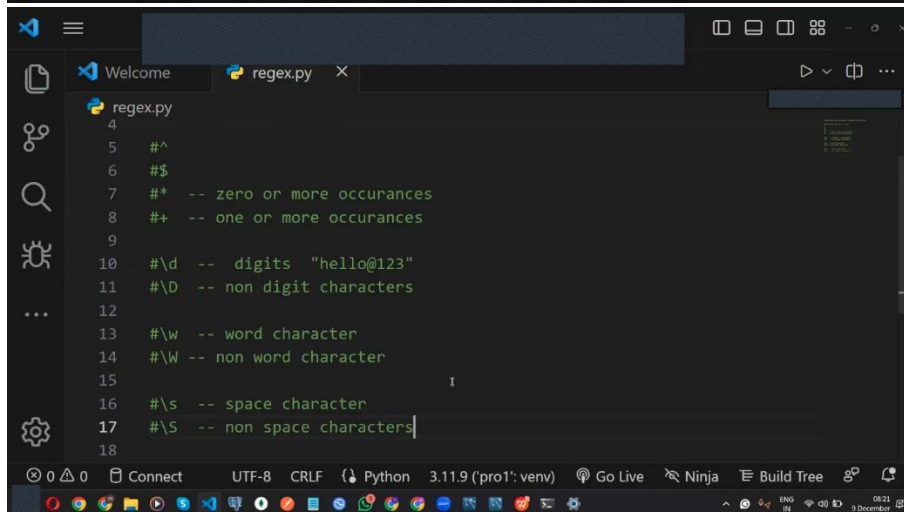 Welcome
regex.py
regex.py
4
5 #^
6 #$
7 #* -- zero or more occurances
8 #+ -- one or more occurances
9
10 #\d -- digits "hello@123"
11 #\D -- non digit characters
12
13 #\w -- word character
14 #\W -- non word character
15
16 #\s -- space character
17 #\S -- non space characters
18
0 0 Connect UTF-8 CRLF Python 3.11.9 ('pro1': venv) Go Live Ninja Build Tree
ENG 08:21
IN 9 December